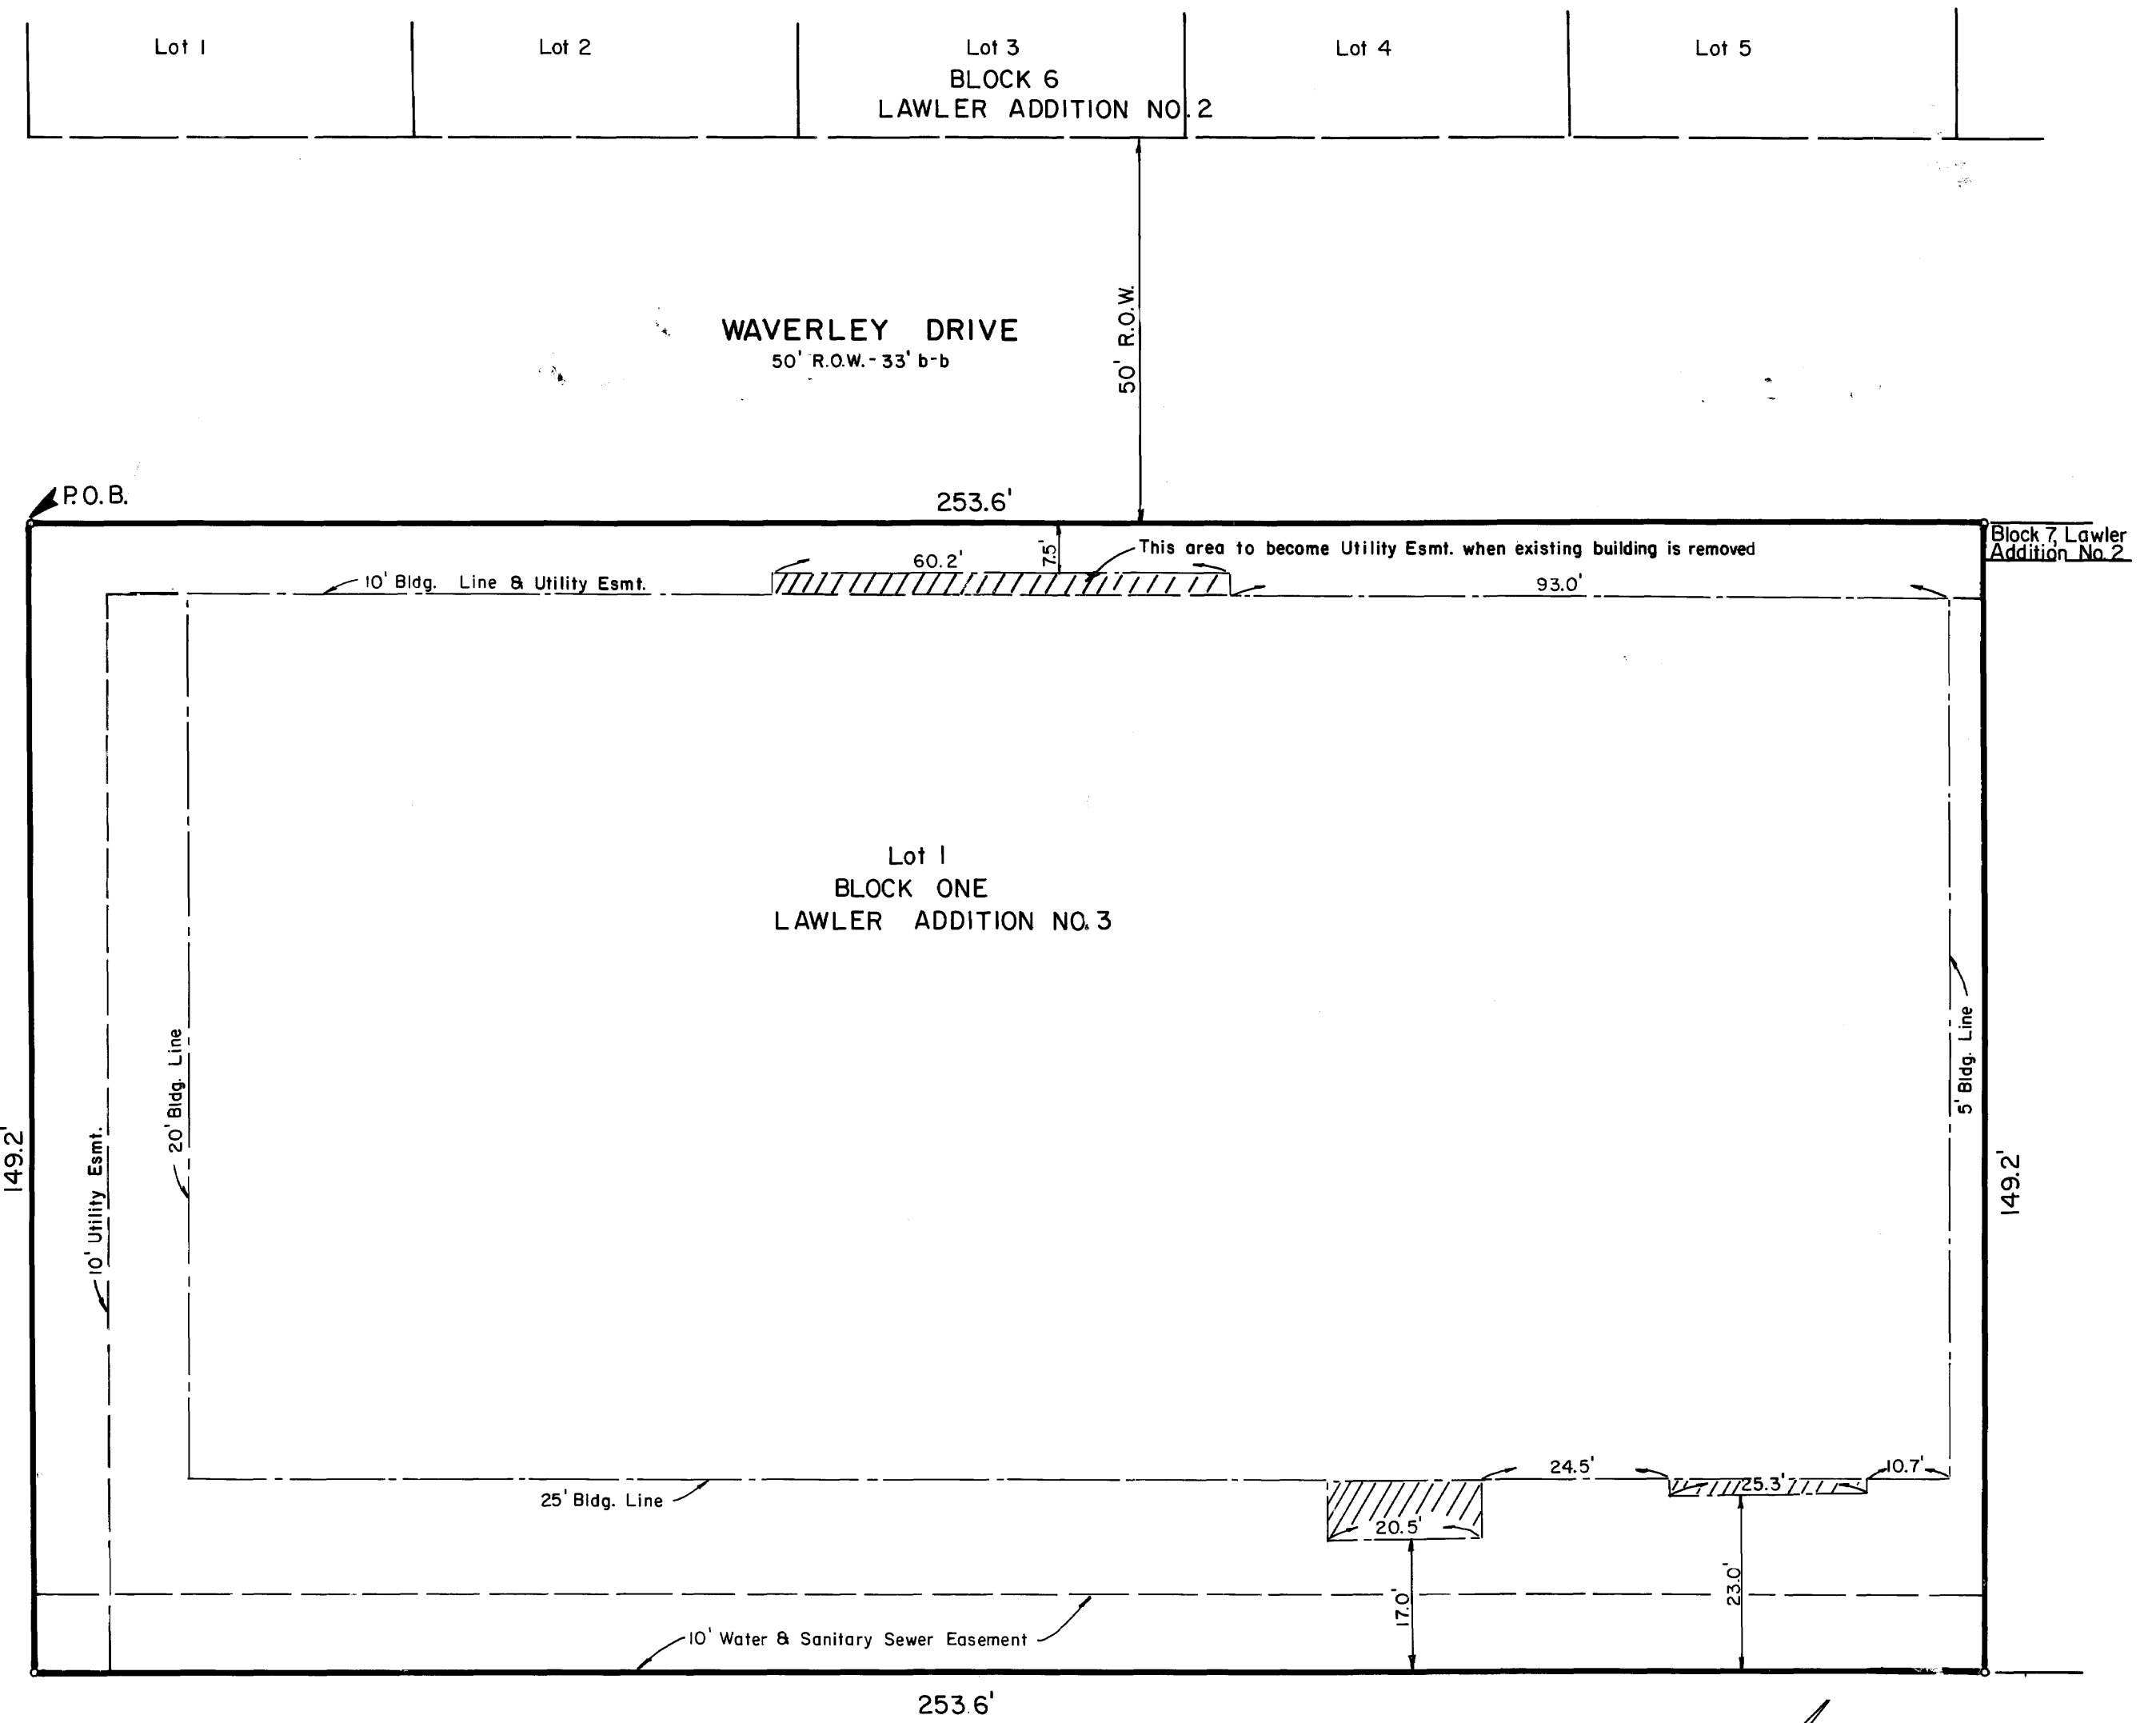 Lot 1
Lot 2
Lot 3
Lot 4
Lot 5
BLOCK 6
LAWLER ADDITION NO. 2
WAVERLEY DRIVE
50' R.O.W. - 33' b-b
50' R.O.W.
P.O.B.
253.6'
Block 7, Lawler
Addition No. 2
7.5'
This area to become Utility Esmt. when existing building is removed
60.2'
10' Bldg. Line & Utility Esmt.
93.0'
Lot 1
BLOCK ONE
LAWLER ADDITION NO. 3
20' Bldg. Line
5' Bldg. Line
149.2'
10' Utility Esmt.
149.2'
24.5'
10.7'
25.3'
25' Bldg. Line
20.5'
17.0'
23.0'
10' Water & Sanitary Sewer Easement
253.6'